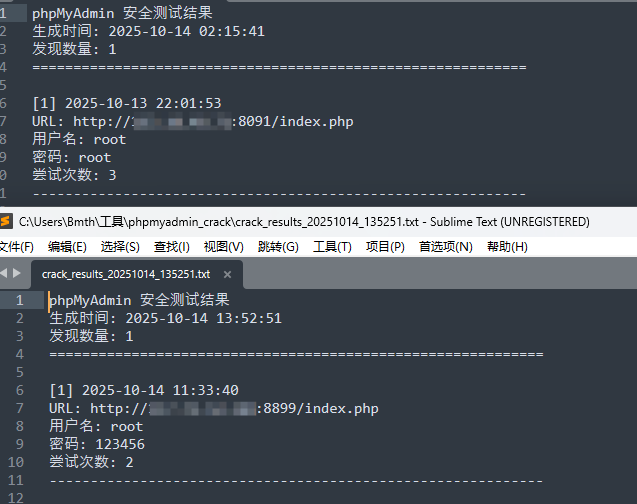 1 phpMyAdmin 安全测试结果
2 生成时间: 2025-10-14 02:15:41
3 发现数量: 1
4 ============================================================
5
6 [1] 2025-10-13 22:01:53
7 URL: http://:8091/index.php
8 用户名: root
9 密码: root
0 尝试次数: 3
1 ------------------------------------------------------------
C:\Users\Bmth\工具\phpmyadmin_crack\crack_results_20251014_135251.txt - Sublime Text (UNREGISTERED)
文件(F) 编辑(E) 选择(S) 查找(I) 视图(V) 跳转(G) 工具(T) 项目(P) 首选项(N) 帮助(H)
crack_results_20251014_135251.txt ×
1 phpMyAdmin 安全测试结果
2 生成时间: 2025-10-14 13:52:51
3 发现数量: 1
4 ============================================================
5
6 [1] 2025-10-14 11:33:40
7 URL: http://:8899/index.php
8 用户名: root
9 密码: 123456
10 尝试次数: 2
11 ------------------------------------------------------------
12